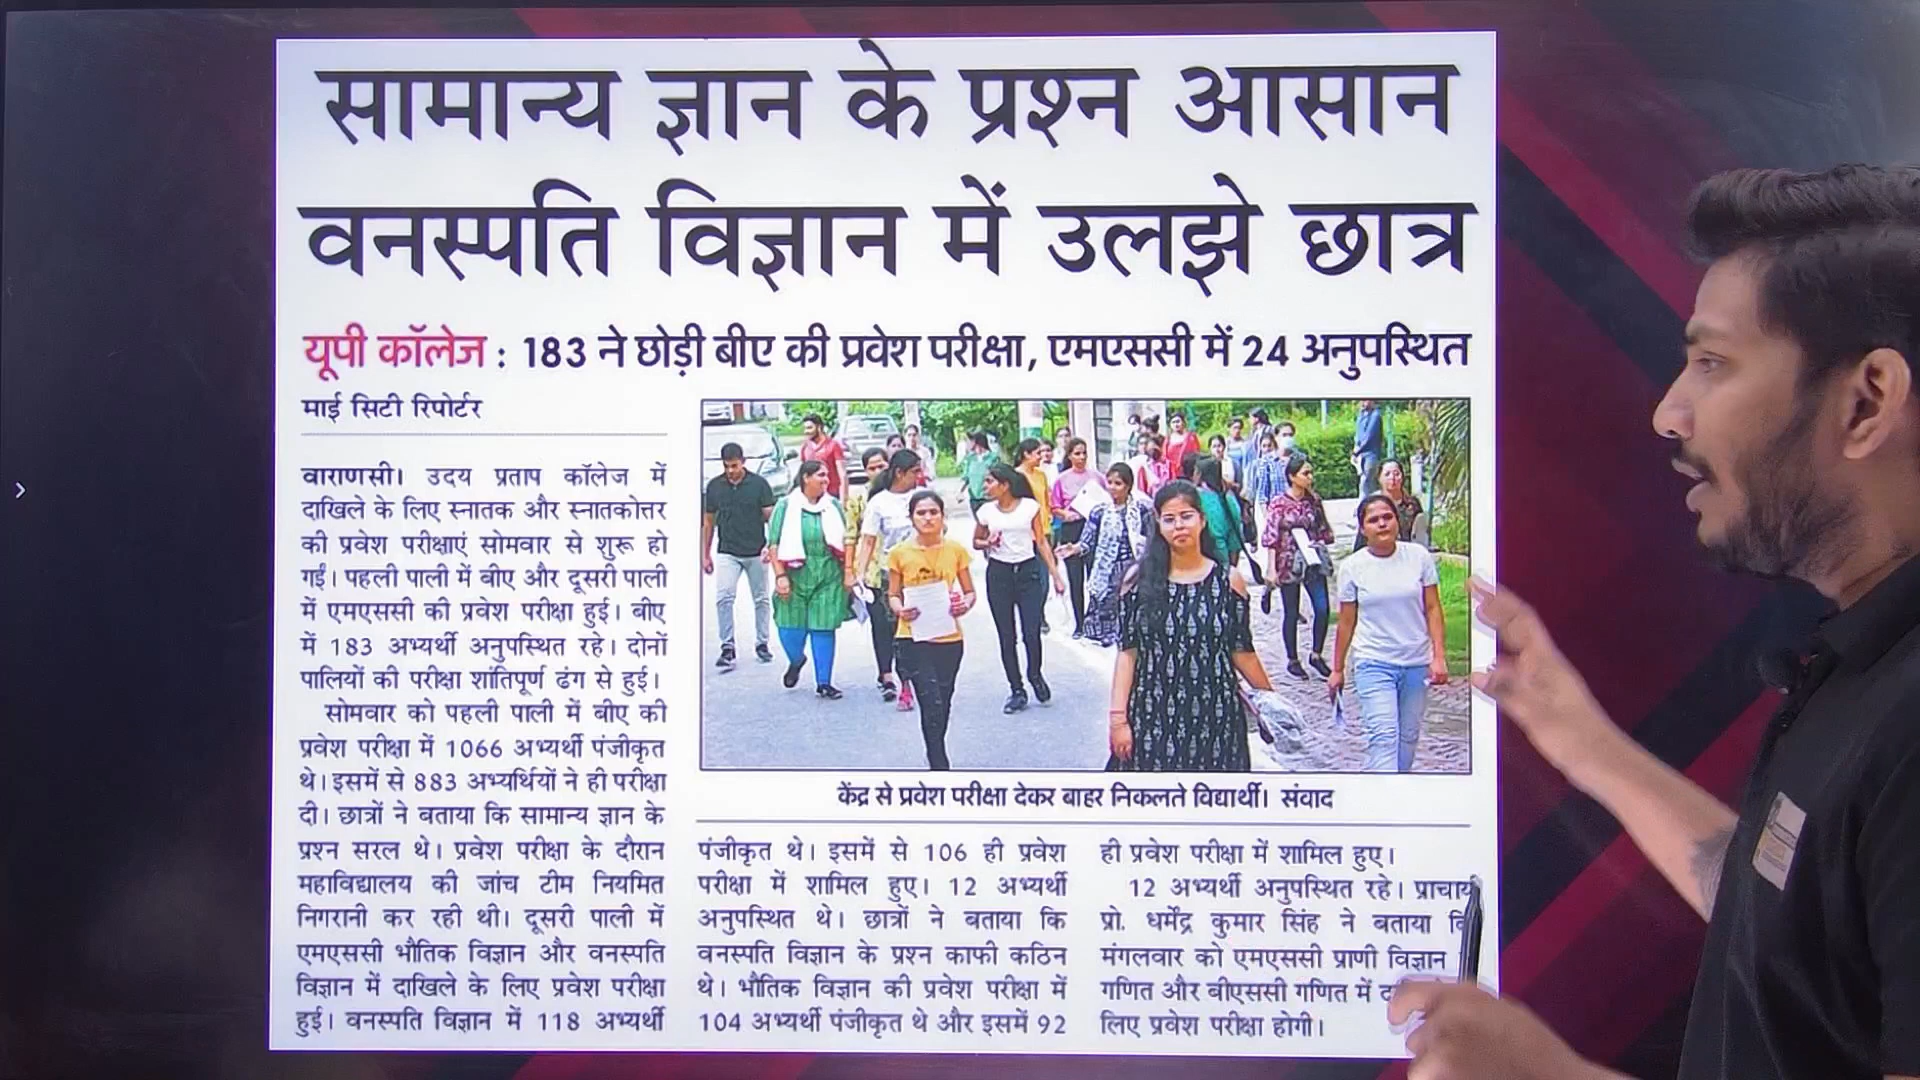 सामान्य ज्ञान के प्रश्न आसान
वनस्पति विज्ञान में उलझे छात्र
यूपी कॉलेज : 183 ने छोड़ी बीए की प्रवेश परीक्षा, एमएससी में 24 अनुपस्थित
माई सिटी रिपोर्टर
वाराणसी। उदय प्रताप कॉलेज में
दाखिले के लिए स्नातक और स्नातकोत्तर
की प्रवेश परीक्षाएं सोमवार से शुरू हो
गईं। पहली पाली में बीए और दूसरी पाली
में एमएससी की प्रवेश परीक्षा हुई। बीए
में 183 अभ्यर्थी अनुपस्थित रहे। दोनों
पालियों की परीक्षा शांतिपूर्ण ढंग से हुई।
सोमवार को पहली पाली में बीए की
प्रवेश परीक्षा में 1066 अभ्यर्थी पंजीकृत
थे। इसमें से 883 अभ्यर्थियों ने ही परीक्षा
दी। छात्रों ने बताया कि सामान्य ज्ञान के
प्रश्न सरल थे। प्रवेश परीक्षा के दौरान
महाविद्यालय की जांच टीम नियमित
निगरानी कर रही थी। दूसरी पाली में
एमएससी भौतिक विज्ञान और वनस्पति
विज्ञान में दाखिले के लिए प्रवेश परीक्षा
हुई। वनस्पति विज्ञान में 118 अभ्यर्थी
केंद्र से प्रवेश परीक्षा देकर बाहर निकलते विद्यार्थी। संवाद
पंजीकृत थे। इसमें से 106 ही प्रवेश
परीक्षा में शामिल हुए। 12 अभ्यर्थी
अनुपस्थित थे। छात्रों ने बताया कि
वनस्पति विज्ञान के प्रश्न काफी कठिन
थे। भौतिक विज्ञान की प्रवेश परीक्षा में
104 अभ्यर्थी पंजीकृत थे और इसमें 92
ही प्रवेश परीक्षा में शामिल हुए।
12 अभ्यर्थी अनुपस्थित रहे। प्राचार्य
प्रो. धर्मेंद्र कुमार सिंह ने बताया
मंगलवार को एमएससी प्राणी विज्ञान
गणित और बीएससी गणित में
लिए प्रवेश परीक्षा होगी।